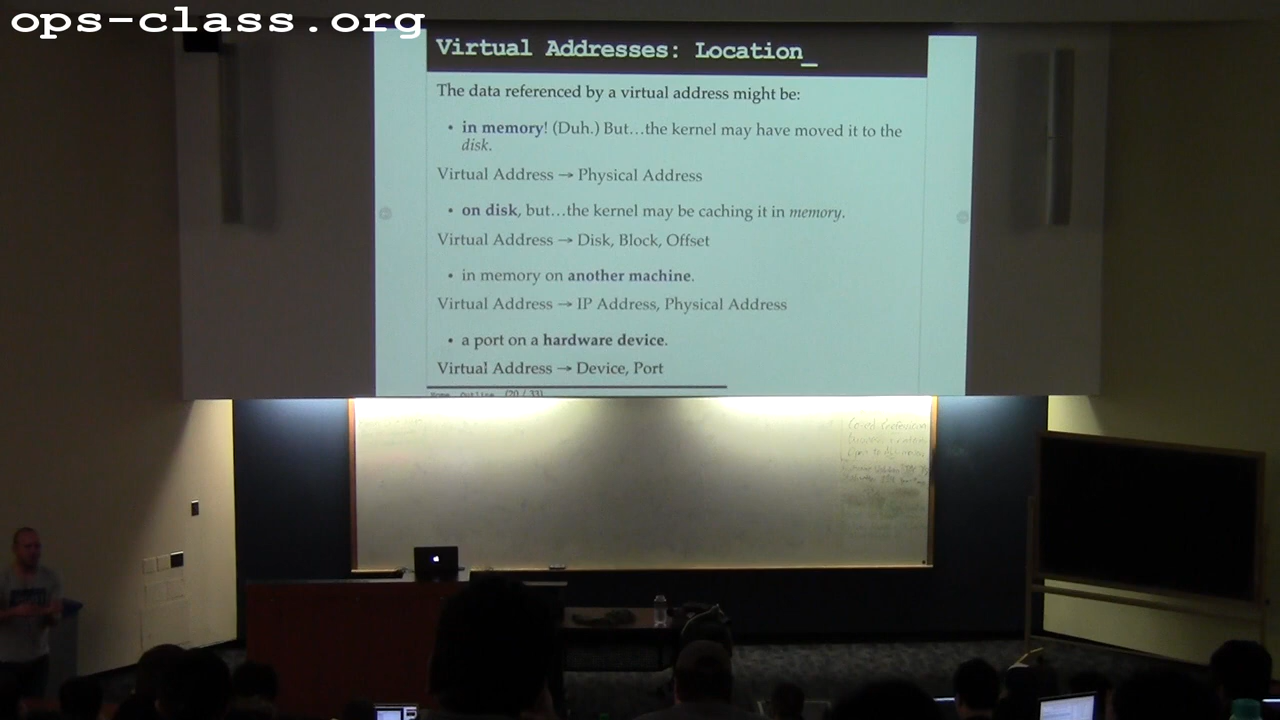 ops-class.org
Virtual Addresses: Location_
The data referenced by a virtual address might be:
• in memory! (Duh.) But…the kernel may have moved it to the
disk.
Virtual Address → Physical Address
• on disk, but…the kernel may be caching it in memory.
Virtual Address → Disk, Block, Offset
• in memory on another machine.
Virtual Address → IP Address, Physical Address
• a port on a hardware device.
Virtual Address → Device, Port
(20 / 33)